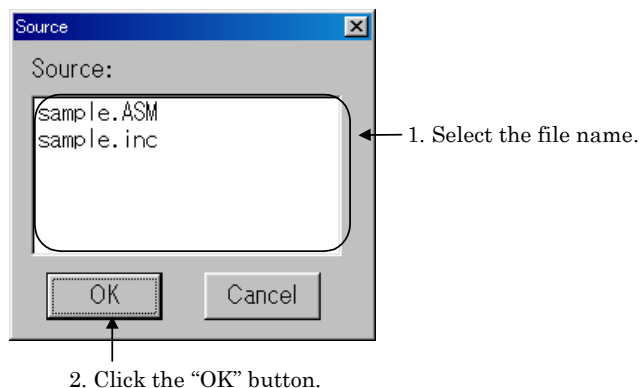 Source
Source:
sample.ASM
sample.inc
1. Select the file name.
OK
Cancel
2. Click the “OK” button.